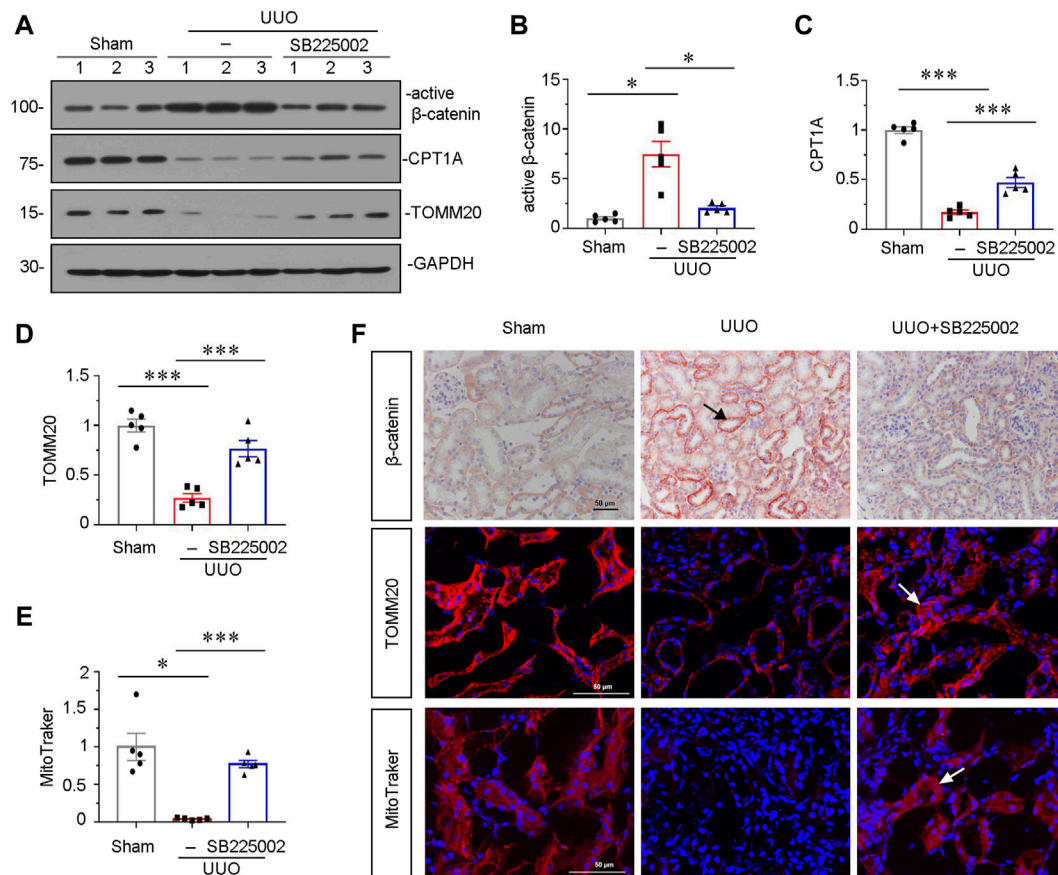 A
UUO
Sham
–
SB225002
1 2 3 1 2 3 1 2 3
100-
-active
β-catenin
75-
-CPT1A
15-
-TOMM20
30-
-GAPDH
B
*
*
active β-catenin
15
10
5
0
Sham
–
SB225002
UUO
C
***
***
CPT1A
1.5
1
0.5
0
Sham
–
SB225002
UUO
D
***
***
TOMM20
1.5
1
0.5
0
Sham
–
SB225002
UUO
E
***
*
MitoTraker
2
1.5
1
0.5
0
Sham
–
SB225002
UUO
F
Sham
UUO
UUO+SB225002
β-catenin
50 μm
TOMM20
50 μm
MitoTraker
50 μm